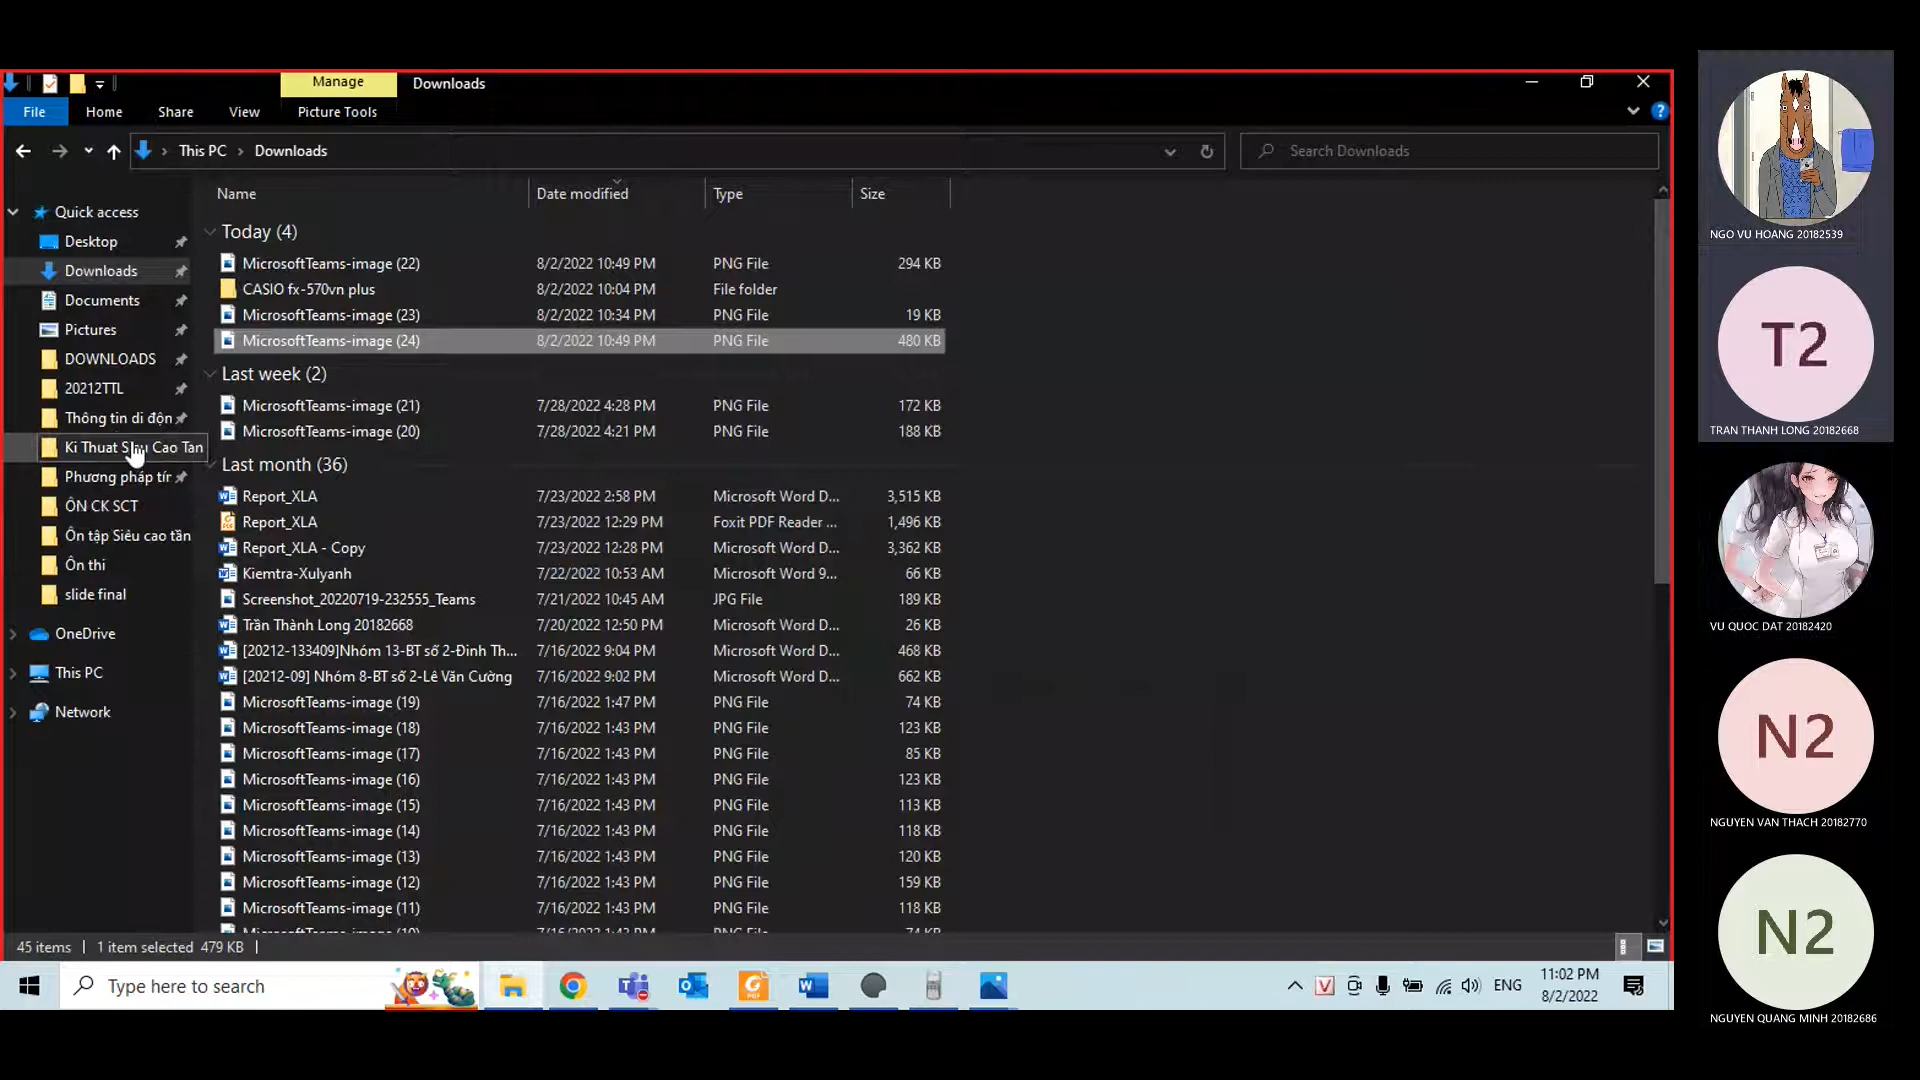 Manage
Downloads
File
Home
Share
View
Picture Tools
This PC
Downloads
Search Downloads
Name
Date modified
Type
Size
Quick access
Desktop
Downloads
Documents
Pictures
DOWNLOADS
20212TTL
Thông tin di độn
Ki Thuat Cao Tan
Phương pháp tír
ÔN CK SCT
Ôn tập Siêu cao tần
Ôn thi
slide final
OneDrive
This PC
Network
Today (4)
MicrosoftTeams-image (22) 8/2/2022 10:49 PM PNG File 294 KB
CASIO fx-570vn plus 8/2/2022 10:04 PM File folder
MicrosoftTeams-image (23) 8/2/2022 10:34 PM PNG File 19 KB
MicrosoftTeams-image (24) 8/2/2022 10:49 PM PNG File 480 KB
Last week (2)
MicrosoftTeams-image (21) 7/28/2022 4:28 PM PNG File 172 KB
MicrosoftTeams-image (20) 7/28/2022 4:21 PM PNG File 188 KB
Last month (36)
Report_XLA 7/23/2022 2:58 PM Microsoft Word D... 3,515 KB
Report_XLA 7/23/2022 12:29 PM Foxit PDF Reader ... 1,496 KB
Report_XLA - Copy 7/23/2022 12:28 PM Microsoft Word D... 3,362 KB
Kiemtra-Xulyanh 7/22/2022 10:53 AM Microsoft Word 9... 66 KB
Screenshot_20220719-232555_Teams 7/21/2022 10:45 AM JPG File 189 KB
Trần Thành Long 20182668 7/20/2022 12:50 PM Microsoft Word D... 26 KB
[20212-133409]Nhóm 13-BT số 2-Đinh Th... 7/16/2022 9:04 PM Microsoft Word D... 468 KB
[20212-09] Nhóm 8-BT số 2-Lê Văn Cường 7/16/2022 9:02 PM Microsoft Word D... 662 KB
MicrosoftTeams-image (19) 7/16/2022 1:47 PM PNG File 74 KB
MicrosoftTeams-image (18) 7/16/2022 1:43 PM PNG File 123 KB
MicrosoftTeams-image (17) 7/16/2022 1:43 PM PNG File 85 KB
MicrosoftTeams-image (16) 7/16/2022 1:43 PM PNG File 123 KB
MicrosoftTeams-image (15) 7/16/2022 1:43 PM PNG File 113 KB
MicrosoftTeams-image (14) 7/16/2022 1:43 PM PNG File 118 KB
MicrosoftTeams-image (13) 7/16/2022 1:43 PM PNG File 120 KB
MicrosoftTeams-image (12) 7/16/2022 1:43 PM PNG File 159 KB
MicrosoftTeams-image (11) 7/16/2022 1:43 PM PNG File 118 KB
45 items 1 item selected 479 KB
Type here to search
ENG
11:02 PM
8/2/2022
NGO VU HOANG 20182539
T2
TRAN THANH LONG 20182668
VU QUOC DAT 20182420
N2
NGUYEN VAN THACH 20182770
N2
NGUYEN QUANG MINH 20182686